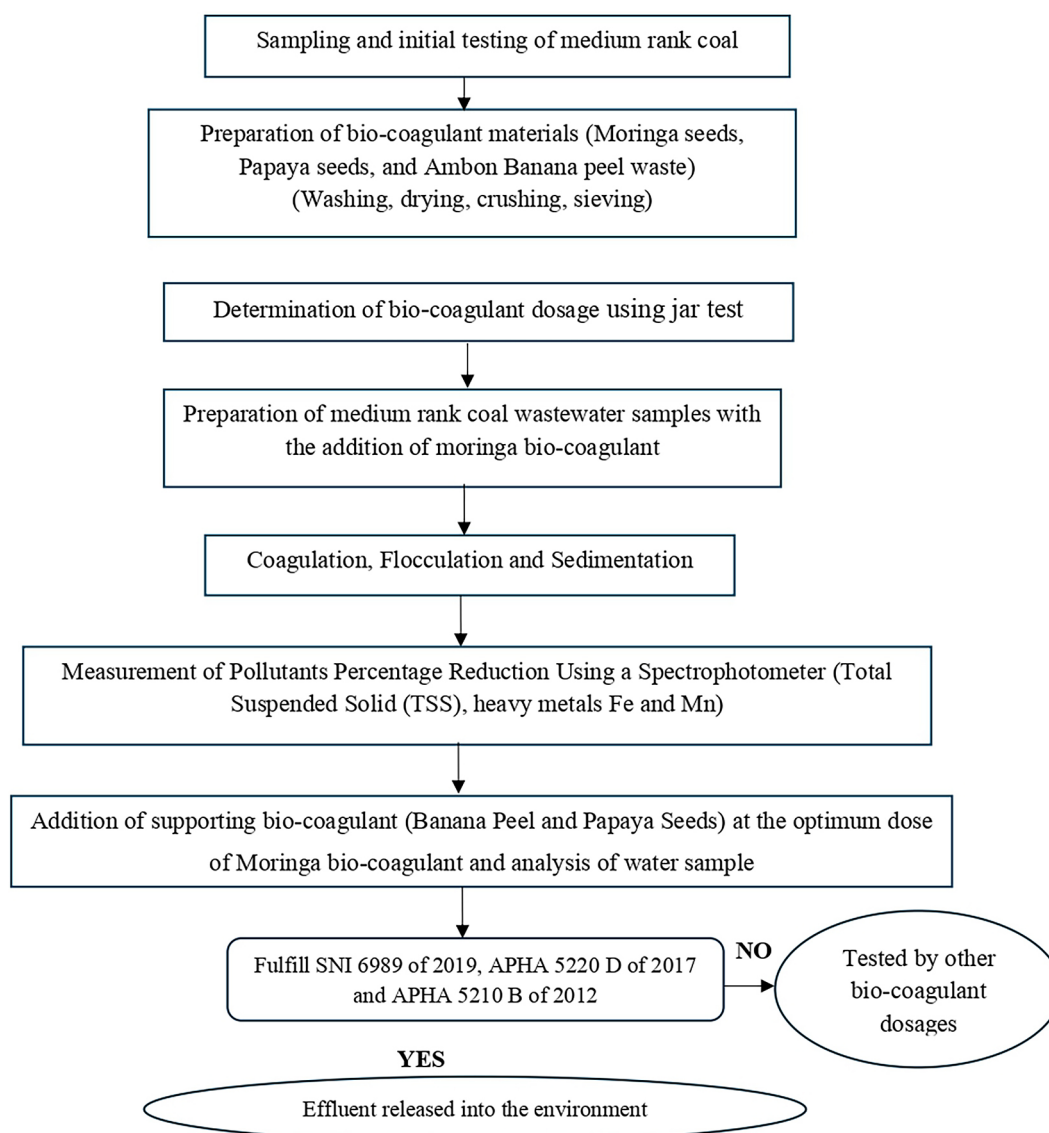 Sampling and initial testing of medium rank coal
Preparation of bio-coagulant materials (Moringa seeds,
Papaya seeds, and Ambon Banana peel waste)
(Washing, drying, crushing, sieving)
Determination of bio-coagulant dosage using jar test
Preparation of medium rank coal wastewater samples with
the addition of moringa bio-coagulant
Coagulation, Flocculation and Sedimentation
Measurement of Pollutants Percentage Reduction Using a Spectrophotometer (Total
Suspended Solid (TSS), heavy metals Fe and Mn)
Addition of supporting bio-coagulant (Banana Peel and Papaya Seeds) at the optimum dose
of Moringa bio-coagulant and analysis of water sample
Fulfill SNI 6989 of 2019, APHA 5220 D of 2017
and APHA 5210 B of 2012
NO
Tested by other
bio-coagulant
dosages
YES
Effluent released into the environment